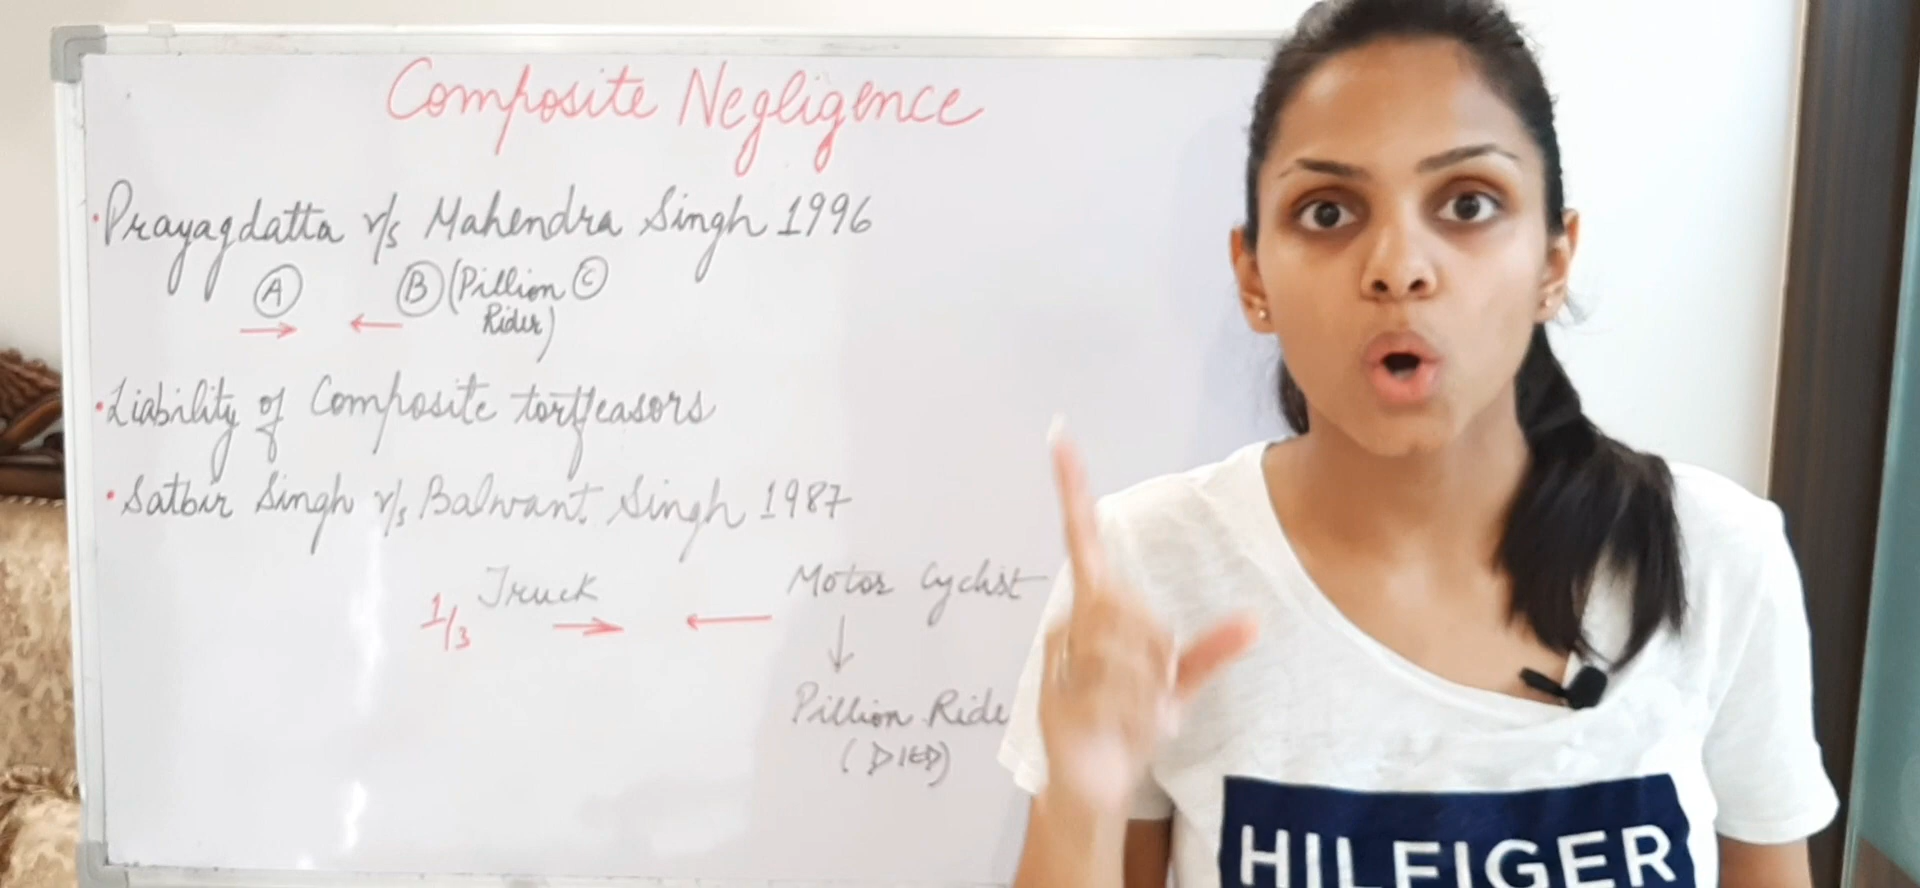 Composite Negligence
•Prayagdatta v/s Mahendra Singh 1996
A B (Pillion C
Rider)
•Liability of Composite tortfeasors
•Satbir Singh v/s Balwant Singh 1987
1/3 Truck Motor Cyclist
Pillion Ride
(DIED)
HILFIGER